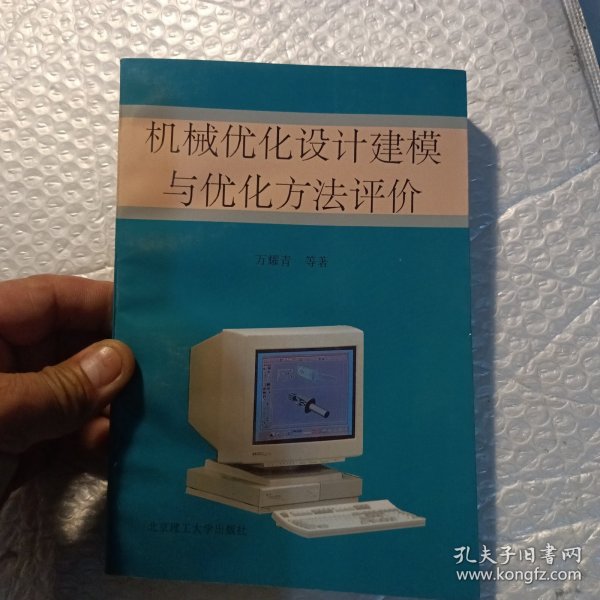 机械优化设计建模
与优化方法评价
万耀青 等著
北京理工大学出版社
孔夫子旧书网
www.kongfz.com